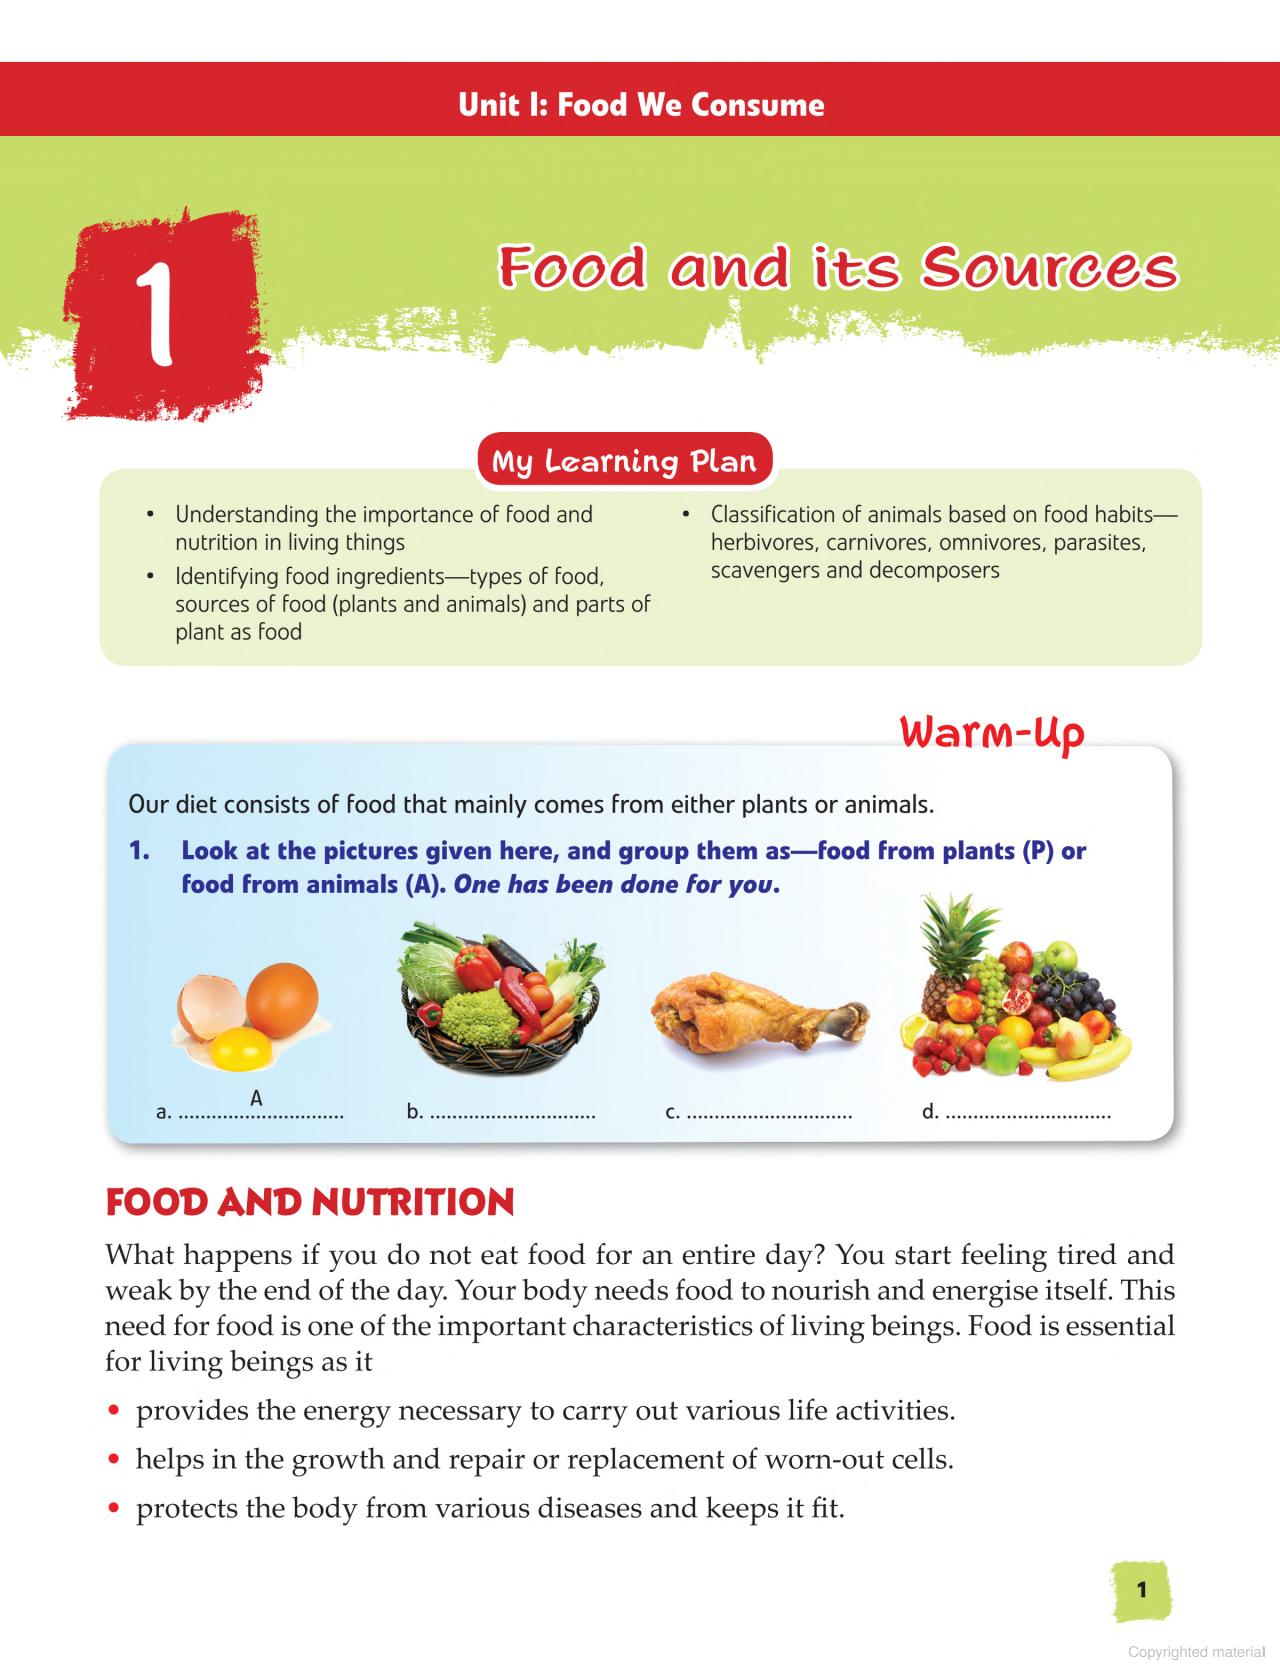 Unit I: Food We Consume
1
Food and its Sources
My Learning Plan
• Understanding the importance of food and
nutrition in living things
• Identifying food ingredients—types of food,
sources of food (plants and animals) and parts of
plant as food
• Classification of animals based on food habits—
herbivores, carnivores, omnivores, parasites,
scavengers and decomposers
Warm-Up
Our diet consists of food that mainly comes from either plants or animals.
1. Look at the pictures given here, and group them as—food from plants (P) or
food from animals (A). One has been done for you.
a. ..............A.............. b. .............................. c. .............................. d. ..............................
FOOD AND NUTRITION
What happens if you do not eat food for an entire day? You start feeling tired and
weak by the end of the day. Your body needs food to nourish and energise itself. This
need for food is one of the important characteristics of living beings. Food is essential
for living beings as it
• provides the energy necessary to carry out various life activities.
• helps in the growth and repair or replacement of worn-out cells.
• protects the body from various diseases and keeps it fit.
1
Copyrighted material